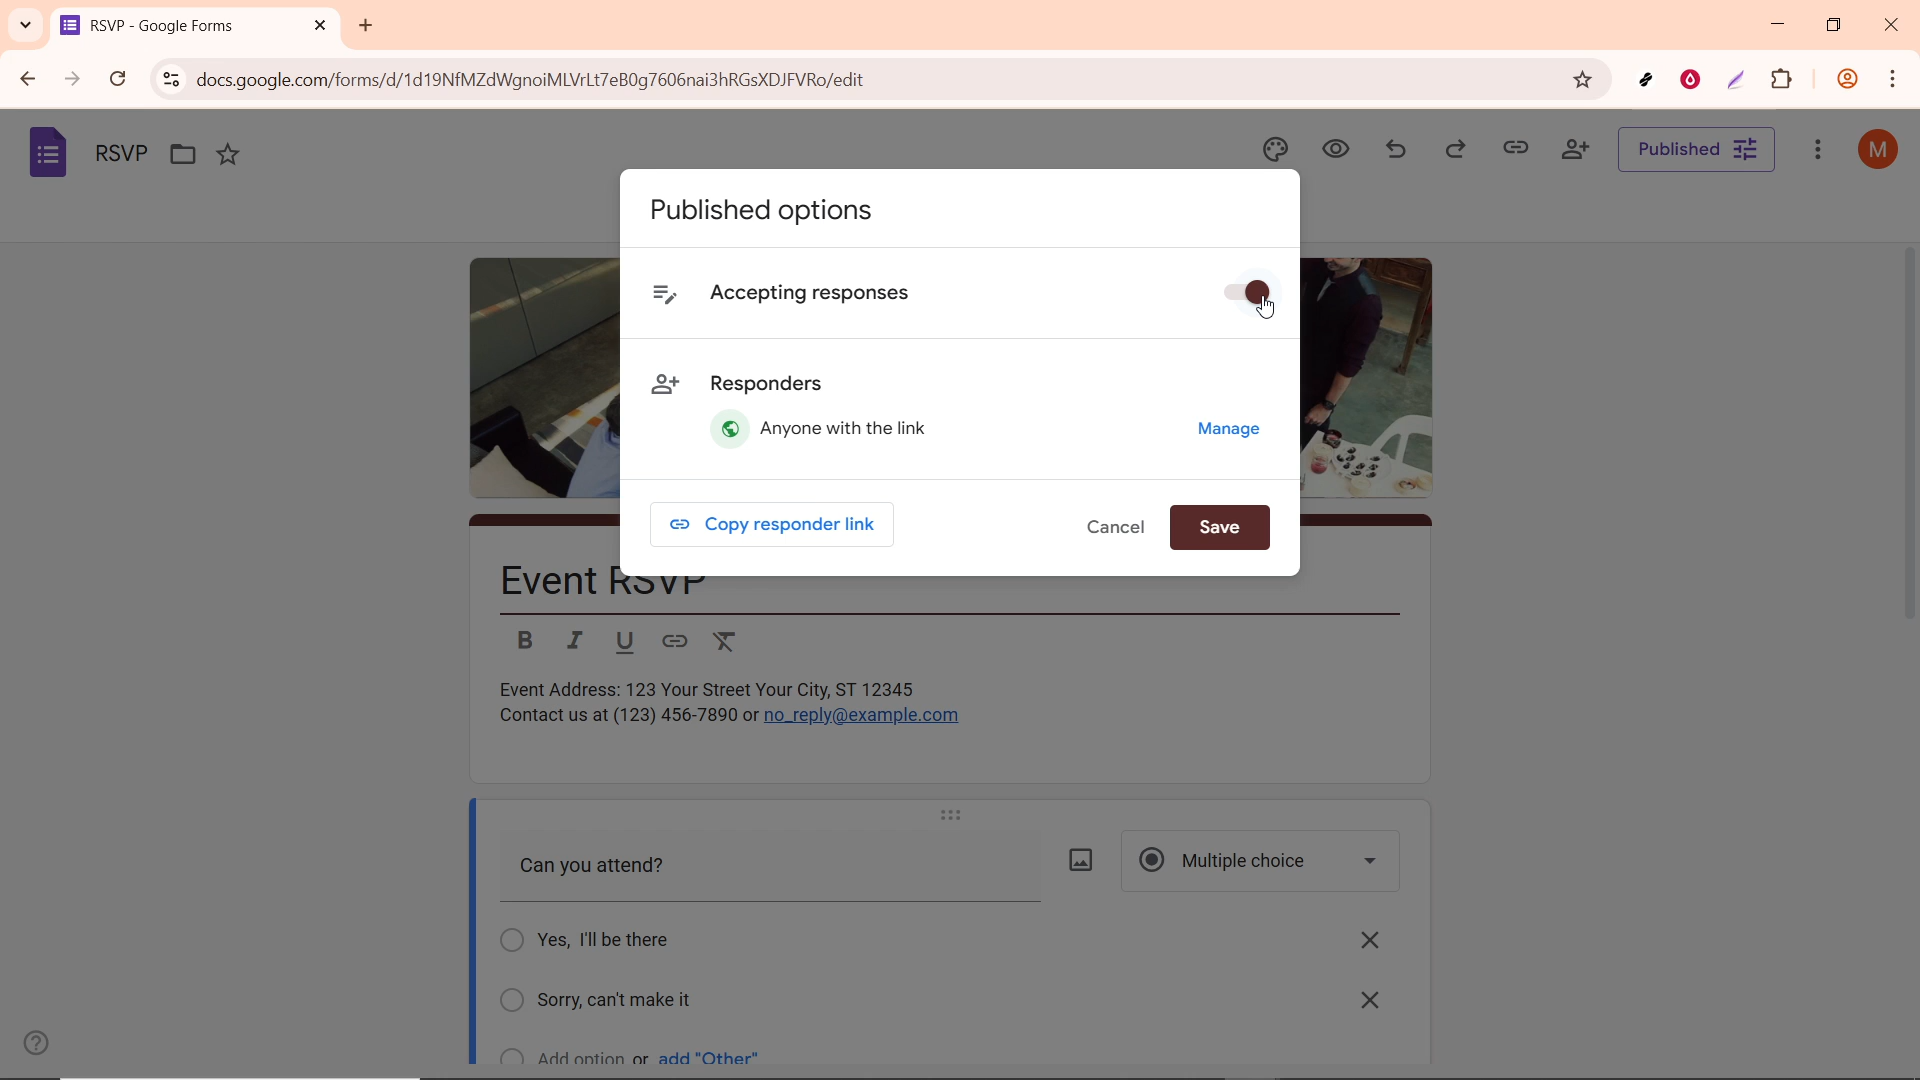 RSVP - Google Forms
docs.google.com/forms/d/1d19NfMZdWgnoiMLVrLt7eB0g7606nai3hRGsXDJFVRo/edit
RSVP
Published
M
Published options
Accepting responses
Responders
Anyone with the link
Manage
Copy responder link
Cancel
Save
Event RSVP
B I U
Event Address: 123 Your Street Your City, ST 12345
Contact us at (123) 456-7890 or no_reply@example.com
Can you attend?
Multiple choice
Yes, I'll be there
Sorry, can't make it
Add option or add "Other"